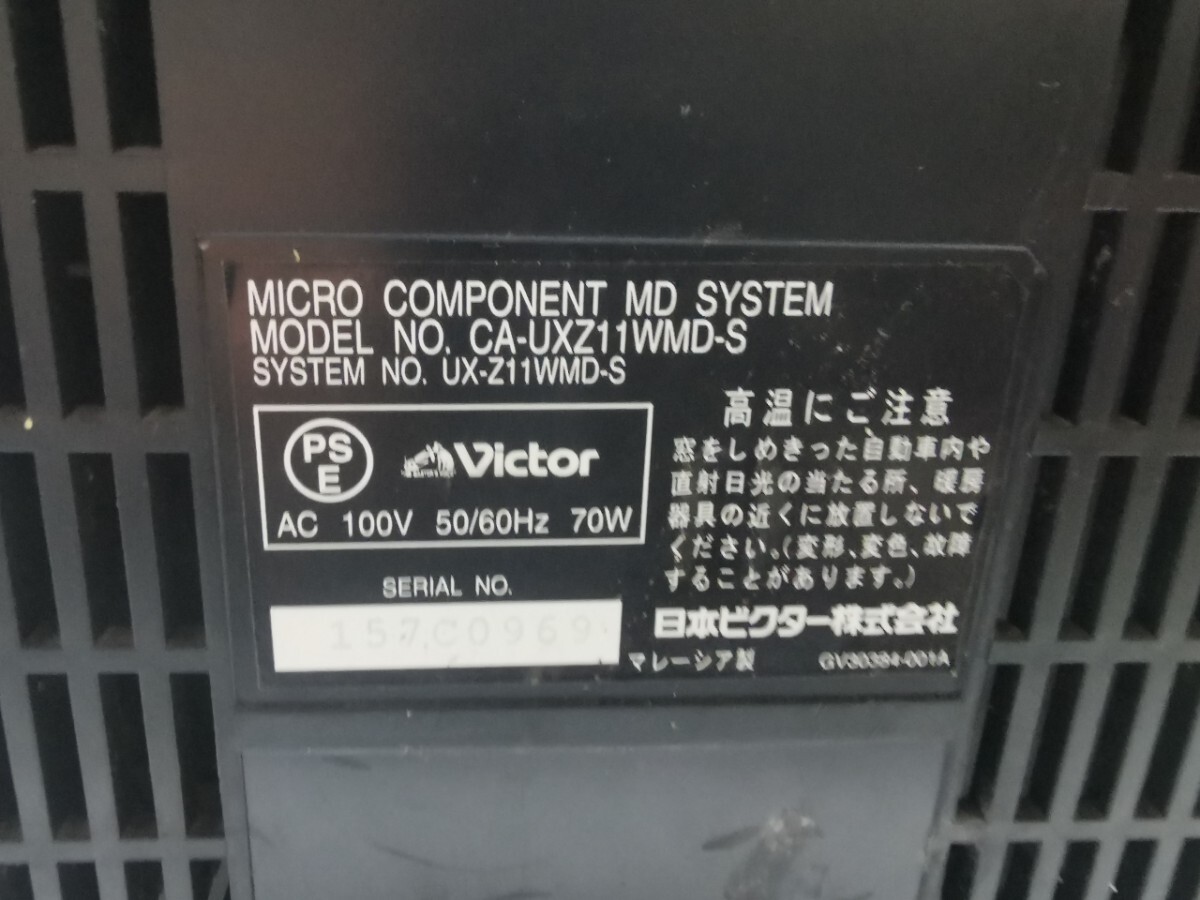 MICRO COMPONENT MD SYSTEM
MODEL NO. CA-UXZ11WMD-S
SYSTEM NO. UX-Z11WMD-S
PS
E
Victor
AC 100V 50/60Hz 70W
SERIAL NO.
157C0969
高温にご注意
窓をしめきった自動車内や
直射日光の当たる所、暖房
器具の近くに放置しないで
ください。(変形、変色、故障
することがあります。)
日本ビクター株式会社
マレーシア製 GV30384-001A